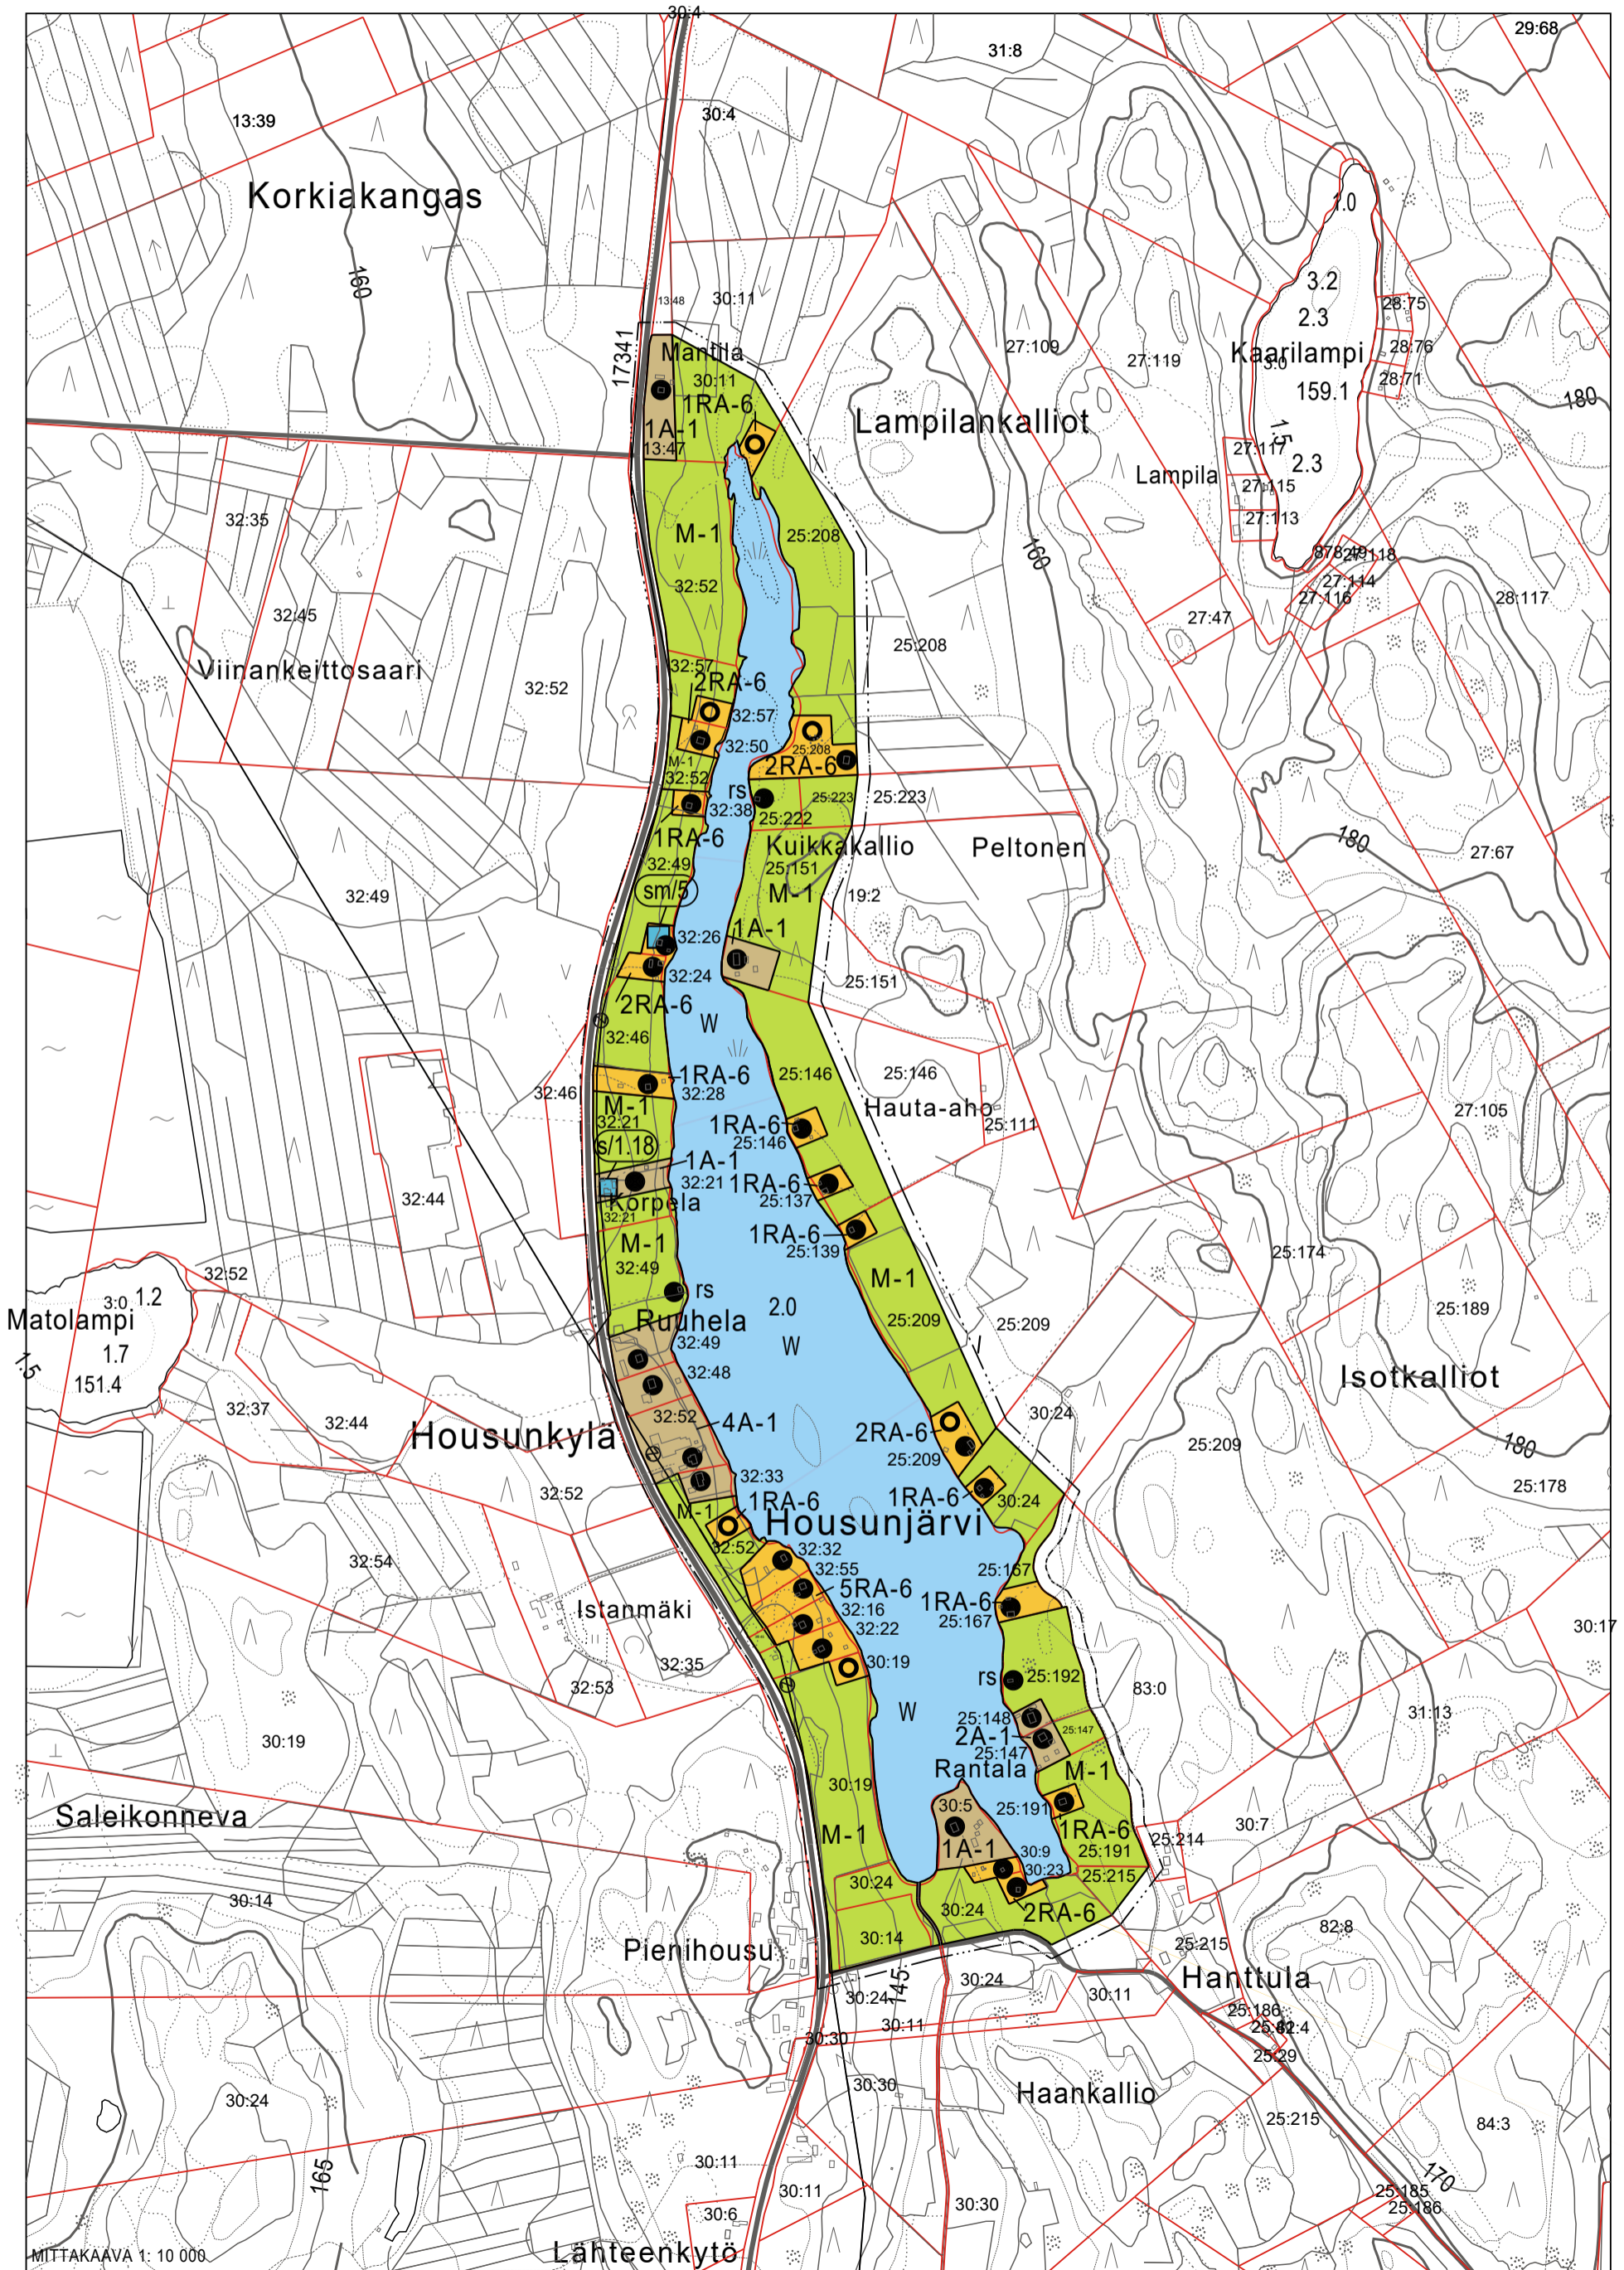 30:4
29:68
31:8
13:39
30:4
Korkiakangas
1.0
160
3.2
13:48
30:11
28:75
2.3
17341
Mantila
27:109
27:119
Kaarilampi
28:76
3.0
30:11
28:71
1RA-6
159.1
180
1A-1
Lampilankalliot
1.5
13:47
27:117
2.3
Lampila
27:115
32:35
27:113
M-1
25:208
160
27:118
27:114
32:52
27:116
28:117
32:45
27:47
25:208
Viinankeittosaari
32:57
2RA-6
32:52
32:57
32:50
25:208
M-1
2RA-6
32:52
rs
25:223
25:223
32:38
25:222
1RA-6
Kuikkakallio
Peltonen
180
27:67
32:49
25:151
sm/5
M-1
19:2
32:49
1A-1
32:26
32:24
25:151
2RA-6
W
32:46
25:146
25:146
1RA-6
32:46
32:28
M-1
Hauta-aho
27:105
32:21
1RA-6
25:111
25:146
s/1.18
1A-1
32:21
1RA-6
32:44
25:137
Korpela
32:21
1RA-6
M-1
25:139
25:174
32:49
32:52
M-1
rs
3:0
1.2
2.0
25:189
Matolampi
Ruuhela
25:209
25:209
32:49
W
1.7
1.5
32:48
151.4
Isotkalliot
32:37
32:52
30:24
32:44
4A-1
Housunkylä
2RA-6
25:209
180
25:209
32:33
25:178
32:52
1RA-6
1RA-6
30:24
M-1
Housunjärvi
32:52
32:32
32:54
32:55
25:167
5RA-6
1RA-6
Istanmäki
32:16
25:167
32:22
30:17
30:19
32:35
rs
25:192
32:53
83:0
W
25:148
31:13
25:147
2A-1
30:19
25:147
Rantala
M-1
30:19
30:5
25:191
Saleikonneva
30:7
M-1
1RA-6
25:214
1A-1
30:9
25:191
30:23
25:215
30:24
30:14
30:24
2RA-6
82:8
30:14
Pienihousu
25:215
30:24
Hanttula
145
30:24
30:11
25:186
30:11
30:30
25:29
30:30
Haankallio
30:24
25:215
84:3
30:11
165
170
30:11
25:185
30:30
25:186
30:6
Lähteenkytö
MITTAKAAVA 1: 10 000